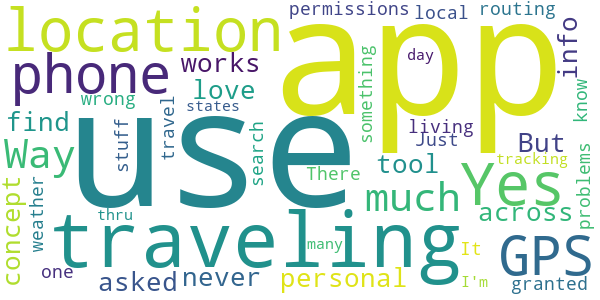 permissions local routing
location app info
phone works day
wrong love something know
find travel states
stuff search living Just But
Way use There tool problems
much Yes tracking
concept weather across
traveling GPS
thru many It
one asked never personal I'm granted